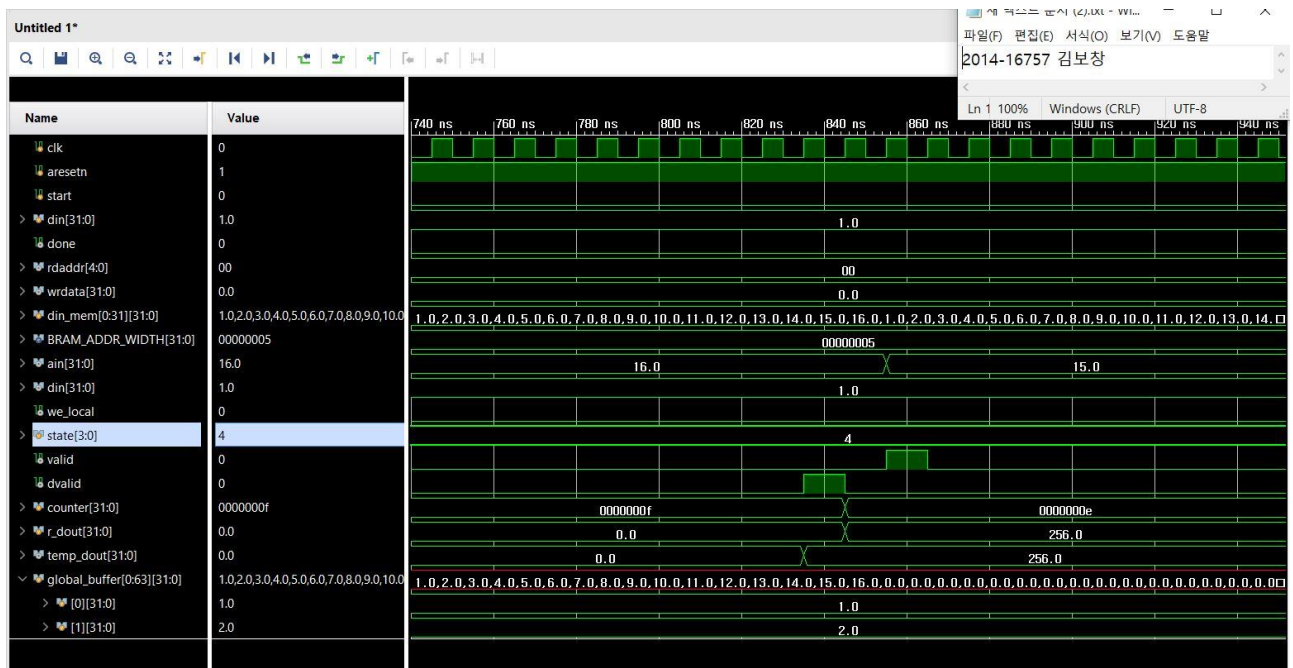 Untitled 1*
파일(F) 편집(E) 서식(O) 보기(V) 도움말
2014-16757 김보창
Ln 1 100% Windows (CRLF) UTF-8
Name Value
740 ns 760 ns 780 ns 800 ns 820 ns 840 ns 860 ns 880 ns 900 ns 920 ns 940 ns
clk 0
aresetn 1
start 0
din[31:0] 1.0 1.0
done 0
rdaddr[4:0] 00 00
wrdata[31:0] 0.0 0.0
din_mem[0:31][31:0] 1.0,2.0,3.0,4.0,5.0,6.0,7.0,8.0,9.0,10.0 1.0,2.0,3.0,4.0,5.0,6.0,7.0,8.0,9.0,10.0,11.0,12.0,13.0,14.0,15.0,16.0,1.0,2.0,3.0,4.0,5.0,6.0,7.0,8.0,9.0,10.0,11.0,12.0,13.0,14.
BRAM_ADDR_WIDTH[31:0] 00000005 00000005
ain[31:0] 16.0 16.0 15.0
din[31:0] 1.0 1.0
we_local 0
state[3:0] 4 4
valid 0
dvalid 0
counter[31:0] 0000000f 0000000f 0000000e
r_dout[31:0] 0.0 0.0 256.0
temp_dout[31:0] 0.0 0.0 256.0
global_buffer[0:63][31:0] 1.0,2.0,3.0,4.0,5.0,6.0,7.0,8.0,9.0,10.0 1.0,2.0,3.0,4.0,5.0,6.0,7.0,8.0,9.0,10.0,11.0,12.0,13.0,14.0,15.0,16.0,0.0,0.0,0.0,0.0,0.0,0.0,0.0,0.0,0.0,0.0,0.0,0.0,0.0,0.0,0.0,0.0,0.0
[0][31:0] 1.0 1.0
[1][31:0] 2.0 2.0